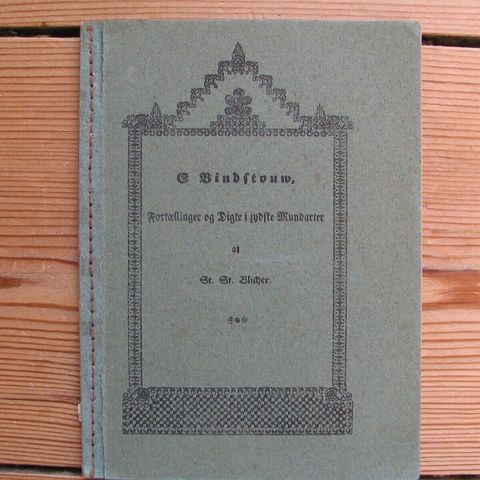 E Bindstouw,
Fortællinger og Digte i jydske Mundarter
af
St. St. Blicher.